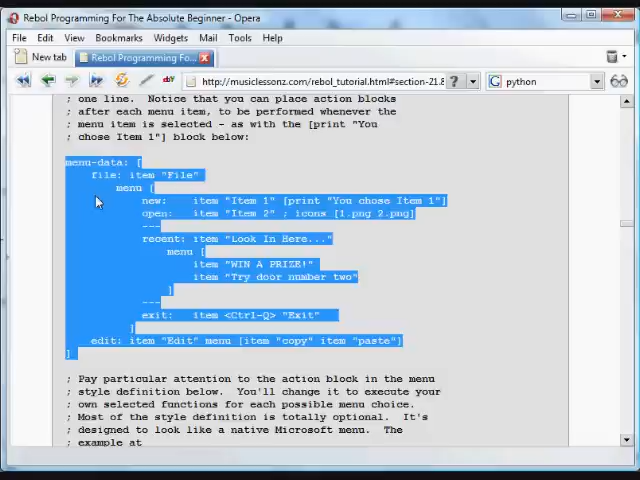 Rebol Programming For The Absolute Beginner - Opera
File Edit View Bookmarks Widgets Mail Tools Help
New tab Rebol Programming For...
http://musiclessonz.com/rebol_tutorial.html#section-21.8 ? python
; one line.  Notice that you can place action blocks
; after each menu item, to be performed whenever the
; menu item is selected - as with the [print "You
; chose Item 1"] block below:
menu-data: [
file: item "File"
menu [
new:    item "Item 1" [print "You chose Item 1"]
open:   item "Item 2" ; icons [1.png 2.png]
---
recent: item "Look In Here..."
menu [
item "WIN A PRIZE!"
item "Try door number two"
]
---
exit:   item <Ctrl-Q> "Exit"
]
edit: item "Edit" menu [item "copy" item "paste"]
]
; Pay particular attention to the action block in the menu
; style definition below.  You'll change it to execute your
; own selected functions for each possible menu choice.
; Most of the style definition is totally optional.  It's
; designed to look like a native Microsoft menu.  The
; example at